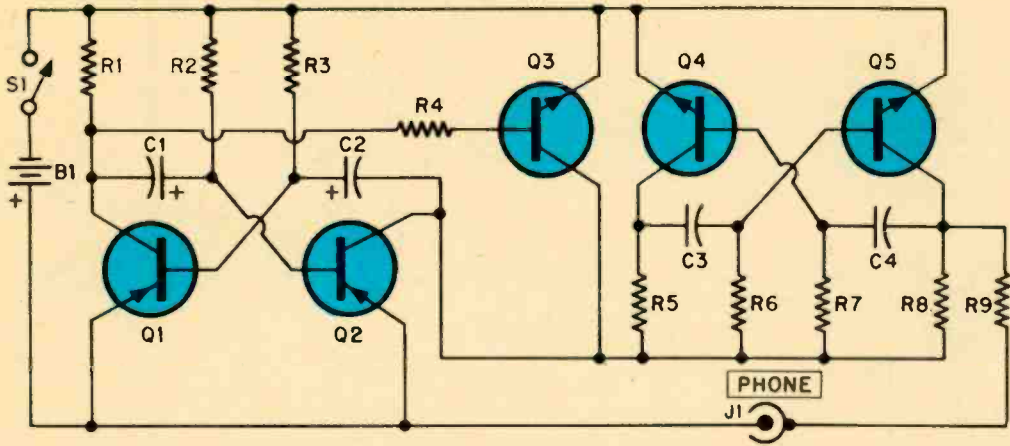 S1
B1
+
R1
R2
R3
C1
+
C2
+
R4
Q1
Q2
Q3
Q4
Q5
C3
C4
R5
R6
R7
R8
R9
PHONE
J1